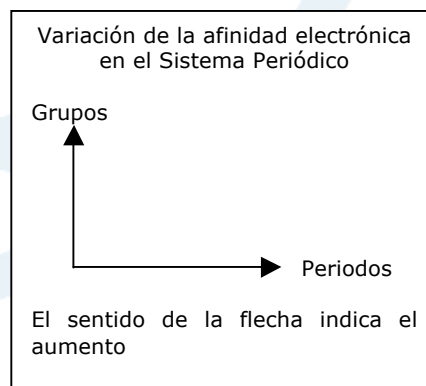 Variación de la afinidad electrónica
en el Sistema Periódico
Grupos
Periodos
El sentido de la flecha indica el
aumento